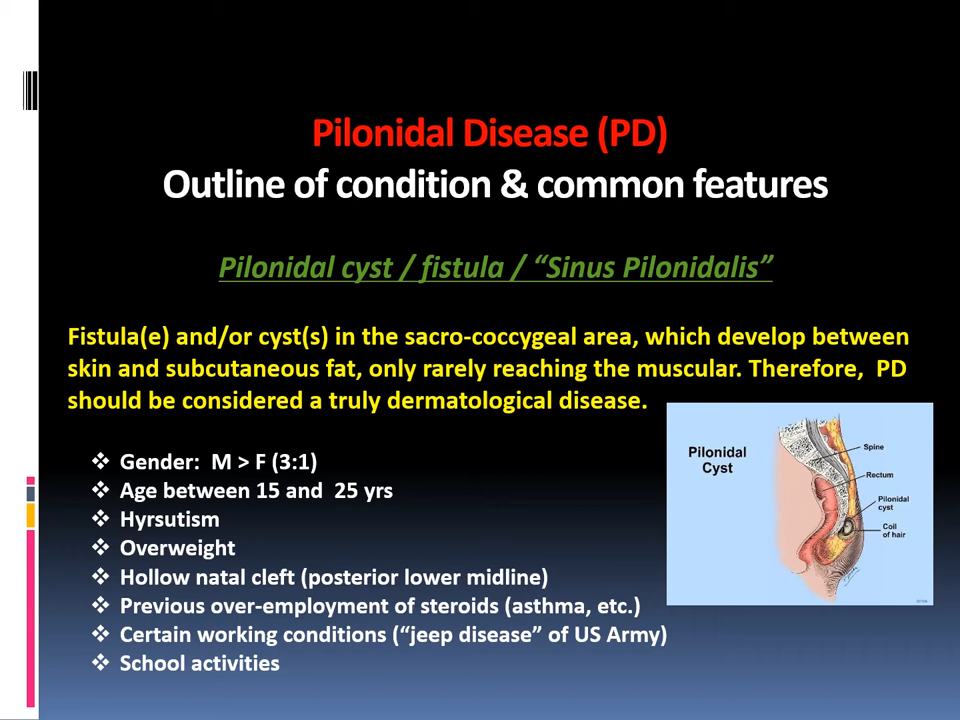 Pilonidal Disease (PD)
Outline of condition & common features
Pilonidal cyst / fistula / “Sinus Pilonidalis”
Fistula(e) and/or cyst(s) in the sacro-coccygeal area, which develop between
skin and subcutaneous fat, only rarely reaching the muscular. Therefore, PD
should be considered a truly dermatological disease.
❖ Gender: M > F (3:1)
❖ Age between 15 and 25 yrs
❖ Hyrsutism
❖ Overweight
❖ Hollow natal cleft (posterior lower midline)
❖ Previous over-employment of steroids (asthma, etc.)
❖ Certain working conditions (“jeep disease” of US Army)
❖ School activities
Pilonidal
Cyst
Spine
Rectum
Pilonidal
cyst
Coil
of hair